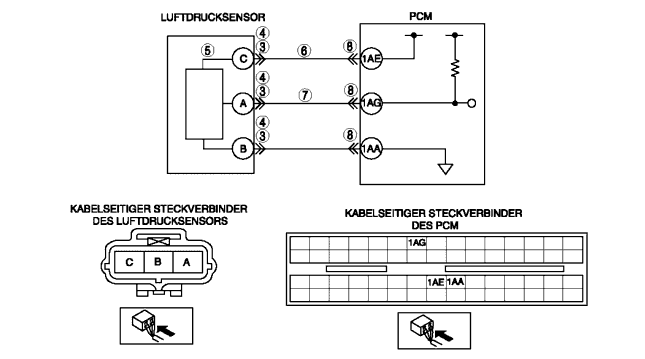 LUFTDRUCKSENSOR
PCM
④
③
⑤
C
⑥
⑧
1AE
④
③
A
⑦
⑧
1AG
④
③
B
⑧
1AA
KABELSEITIGER STECKVERBINDER
DES LUFTDRUCKSENSORS
C B A
KABELSEITIGER STECKVERBINDER
DES PCM
1AG
1AE 1AA